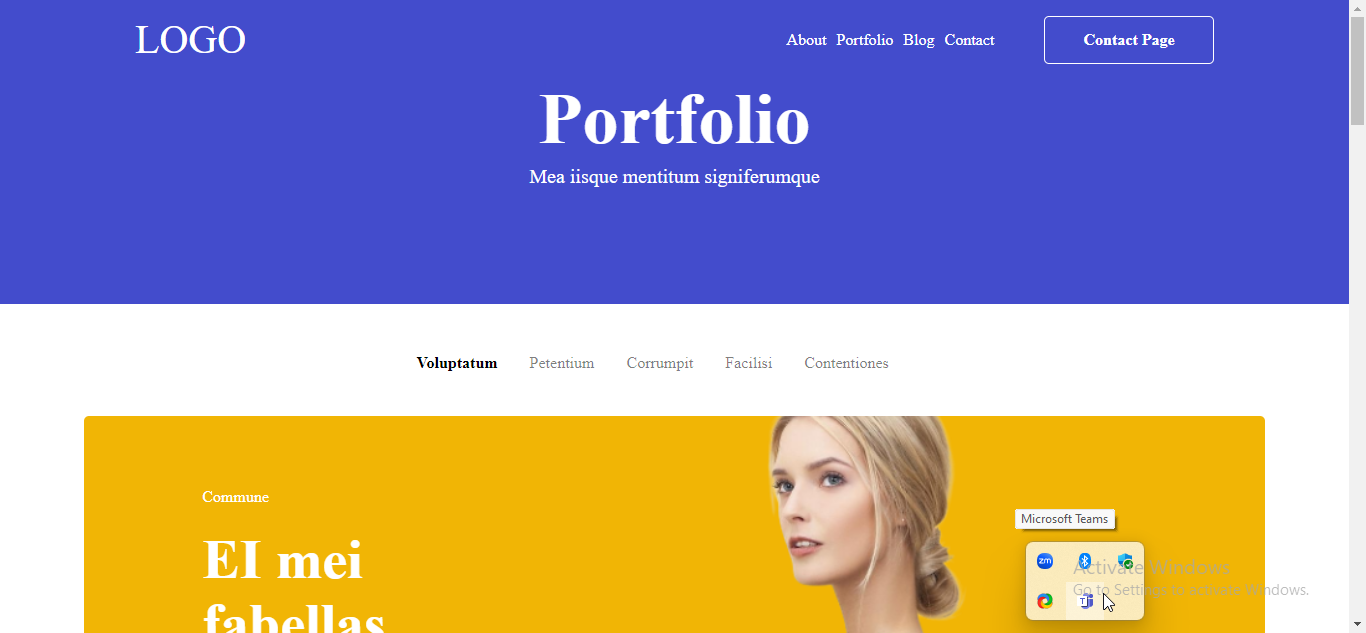 LOGO
About Portfolio Blog Contact
Contact Page
Portfolio
Mea iisque mentitum signiferumque
Voluptatum Petentium Corrumpit Facilisi Contentiones
Commune
EI mei
fabellas
Microsoft Teams
zm
Activate Windows
Go to Settings to activate Windows.